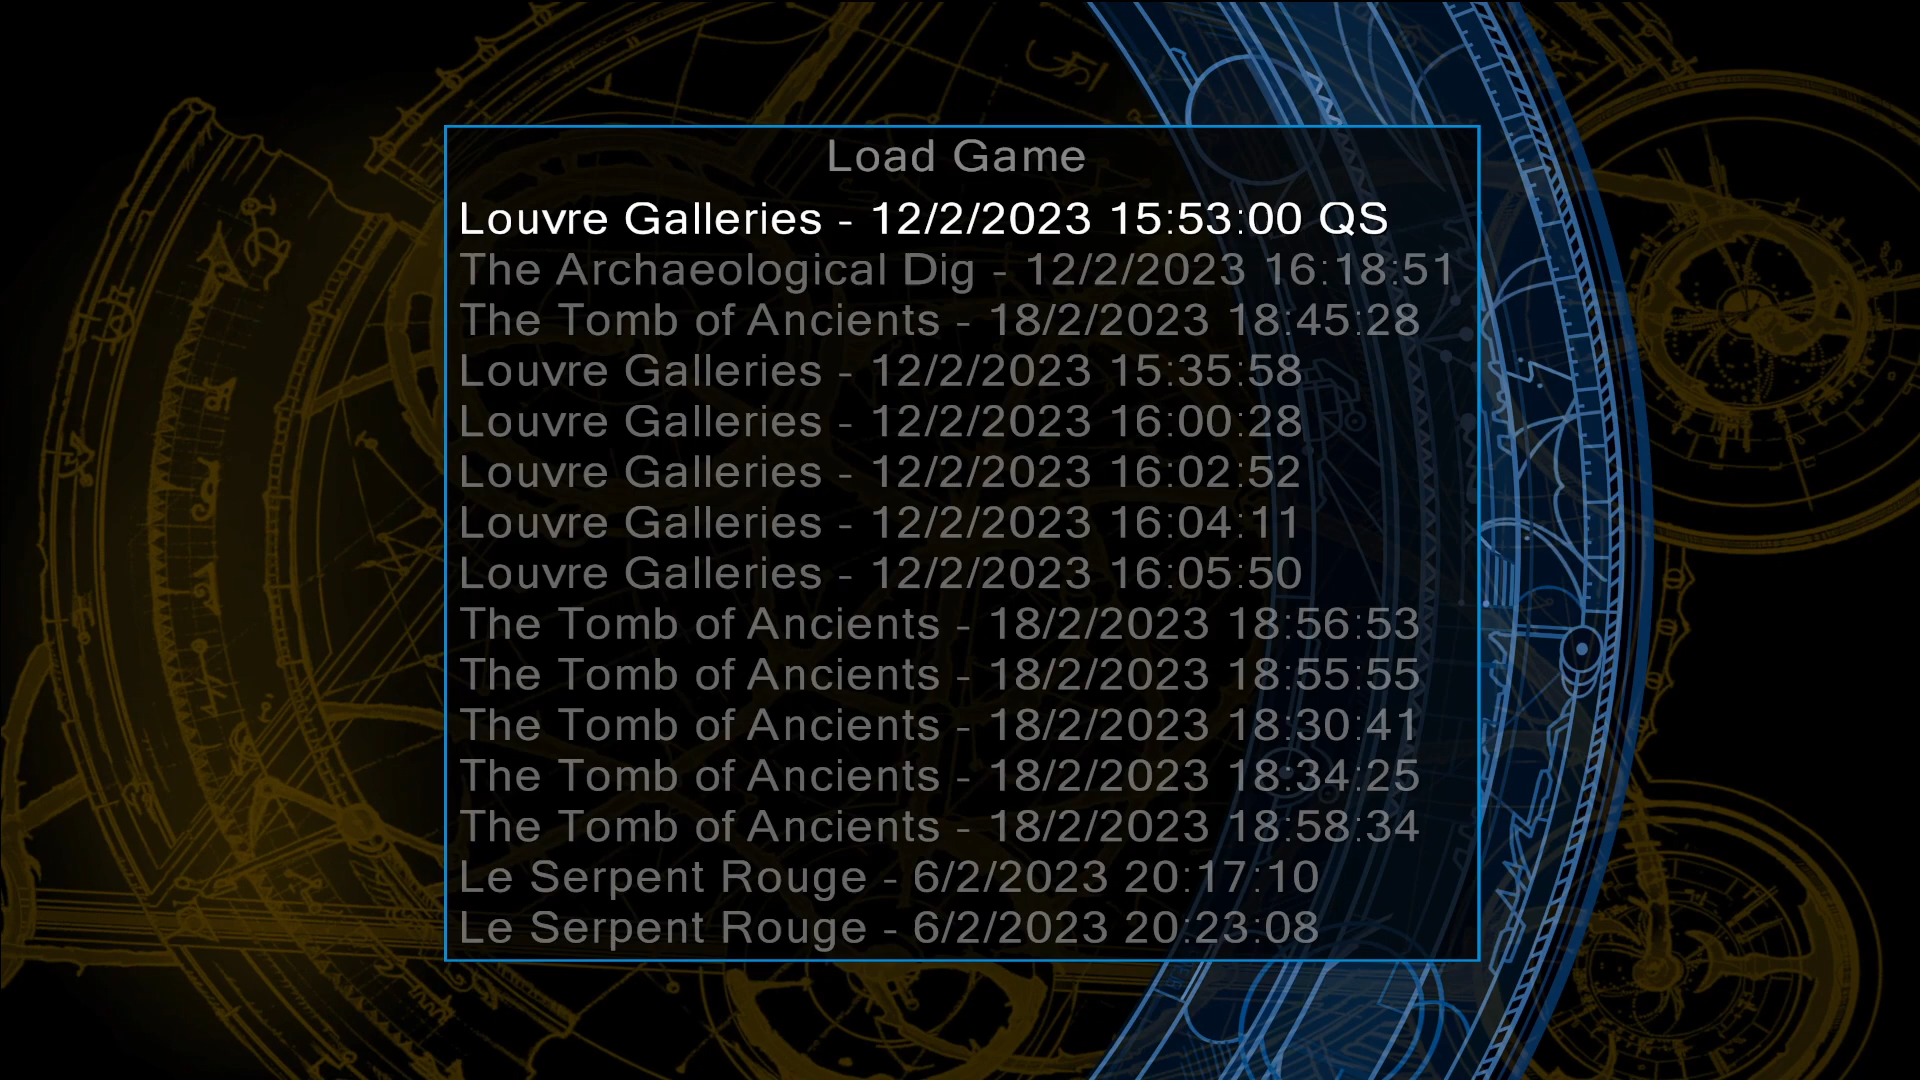 Load Game
Louvre Galleries - 12/2/2023 15:53:00 QS
The Archaeological Dig - 12/2/2023 16:18:51
The Tomb of Ancients - 18/2/2023 18:45:28
Louvre Galleries - 12/2/2023 15:35:58
Louvre Galleries - 12/2/2023 16:00:28
Louvre Galleries - 12/2/2023 16:02:52
Louvre Galleries - 12/2/2023 16:04:11
Louvre Galleries - 12/2/2023 16:05:50
The Tomb of Ancients - 18/2/2023 18:56:53
The Tomb of Ancients - 18/2/2023 18:55:55
The Tomb of Ancients - 18/2/2023 18:30:41
The Tomb of Ancients - 18/2/2023 18:34:25
The Tomb of Ancients - 18/2/2023 18:58:34
Le Serpent Rouge - 6/2/2023 20:17:10
Le Serpent Rouge - 6/2/2023 20:23:08